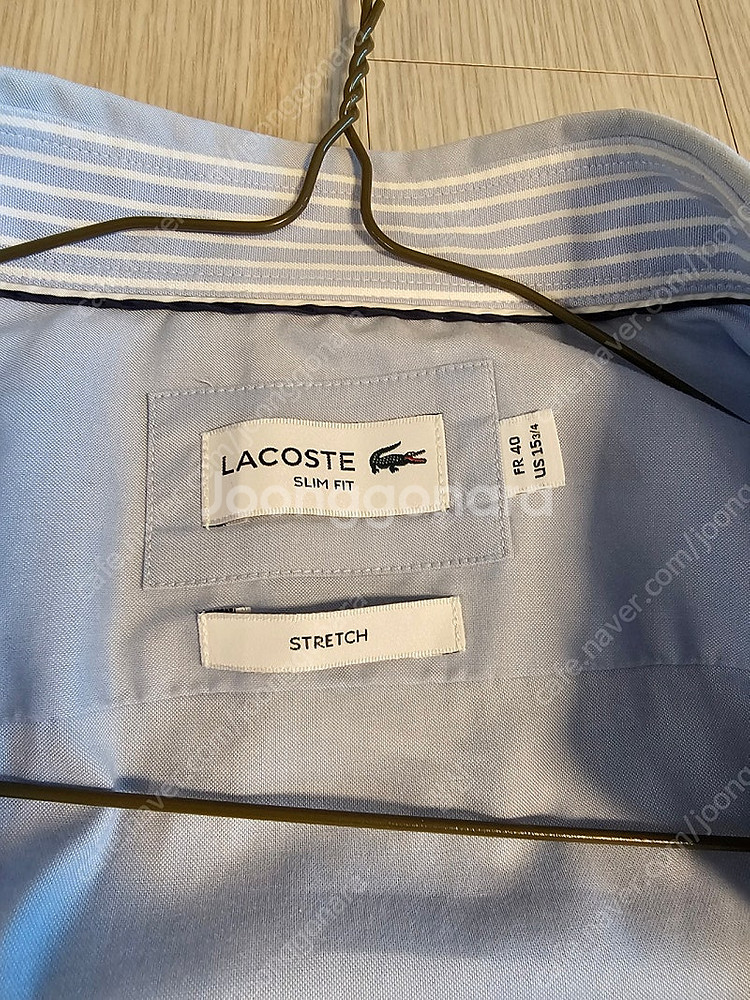 LACOSTE
SLIM FIT
FR 40
US 15 3/4
STRETCH
Joonggonara
cafe.naver.com/joonggonara